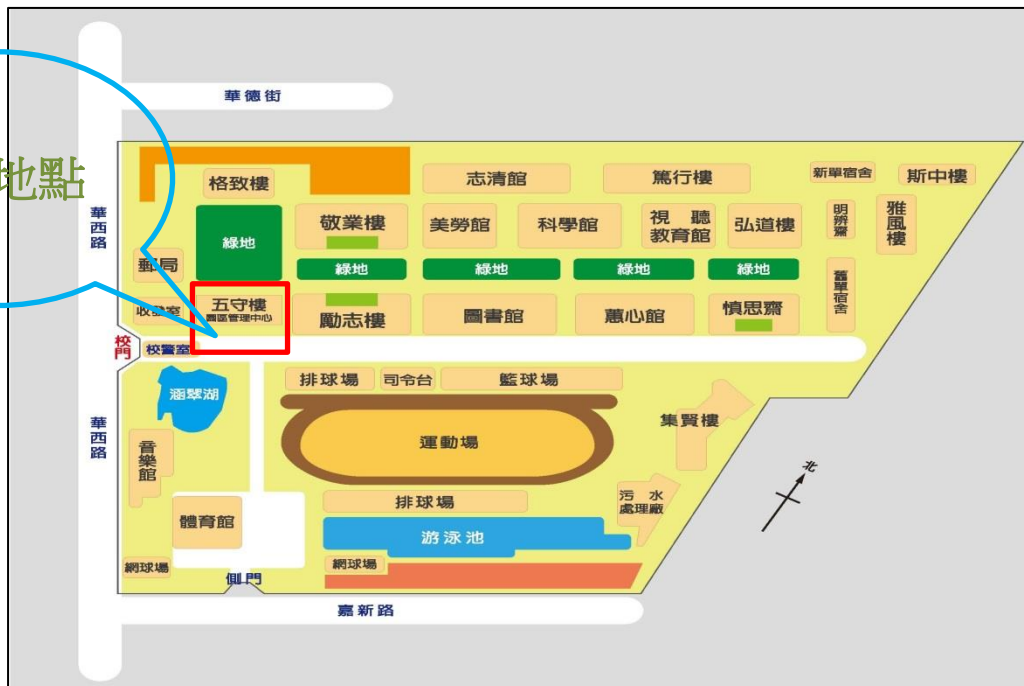 華德街
地點
華西路
格致樓
志清館
篤行樓
新單宿舍
斯中樓
綠地
敬業樓
美勞館
科學館
視聽
教育館
弘道樓
明辨齋
雅風樓
郵局
綠地
綠地
綠地
綠地
收發室
五守樓
園區管理中心
勵志樓
圖書館
蕙心館
慎思齋
舊單宿舍
校門
校警室
涵翠湖
排球場
司令台
籃球場
華西路
音樂館
運動場
集賢樓
北
排球場
污水
處理廠
體育館
游泳池
網球場
側門
網球場
嘉新路